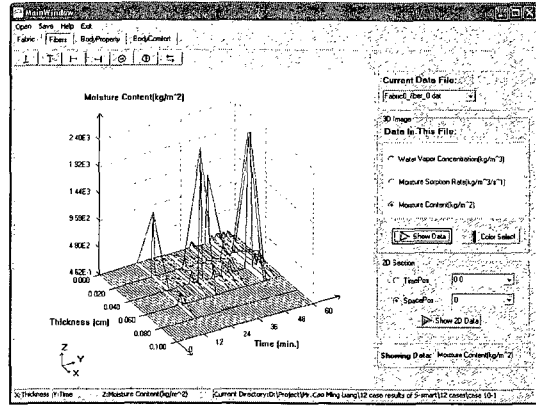 MainWindow
Open Save Help Exit
Fabric Fibers BodyProperty BodyComfort
Moisture Content(kg/m^2)
2.40E3
1.92E3
1.44E3
9.59E2
4.80E2
4.62E-1
0.000
0.020
0.040
0.060
0.080
0.100
Thickness (cm)
0
12
24
36
48
60
Time (min.)
Z
Y
X
Current Data File:
Fabric0_fiber_0.dat
3D Image
Data In This File:
Water Vapor Concentration(kg/m^3)
Moisture Sorption Rate(kg/m^3/s^1)
Moisture Content(kg/m^2)
Show Data Color Select
2D Section
TimePos 0.0
SpacePos 0
Show 2D Data
Showing Data: Moisture Content(kg/m^2)
X:Thickness Y:Time Z:Moisture Content(kg/m^2) Current Directory:D:\Project\Mr. Cao Ming Liang\12 case results of S-smart\12 cases\case 10-1